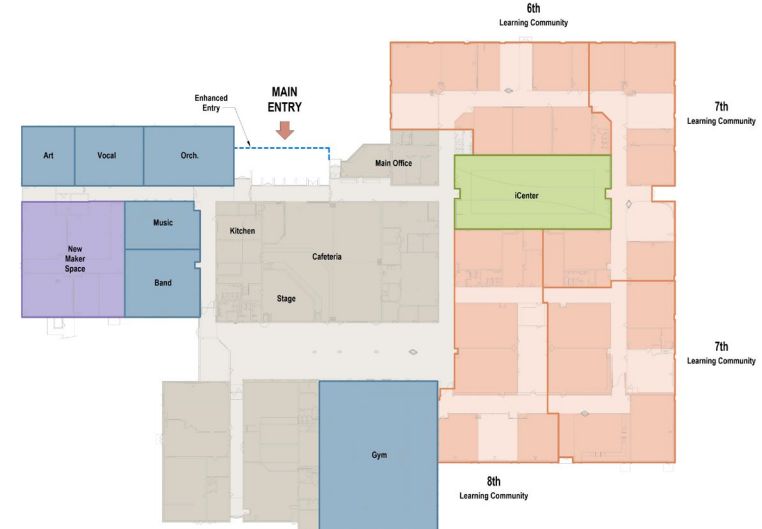 6th
Learning Community
MAIN
ENTRY
Enhanced
Entry
7th
Learning Community
Art
Vocal
Orch.
Main Office
iCenter
Music
New
Maker
Space
Kitchen
Cafeteria
Band
Stage
7th
Learning Community
Gym
8th
Learning Community